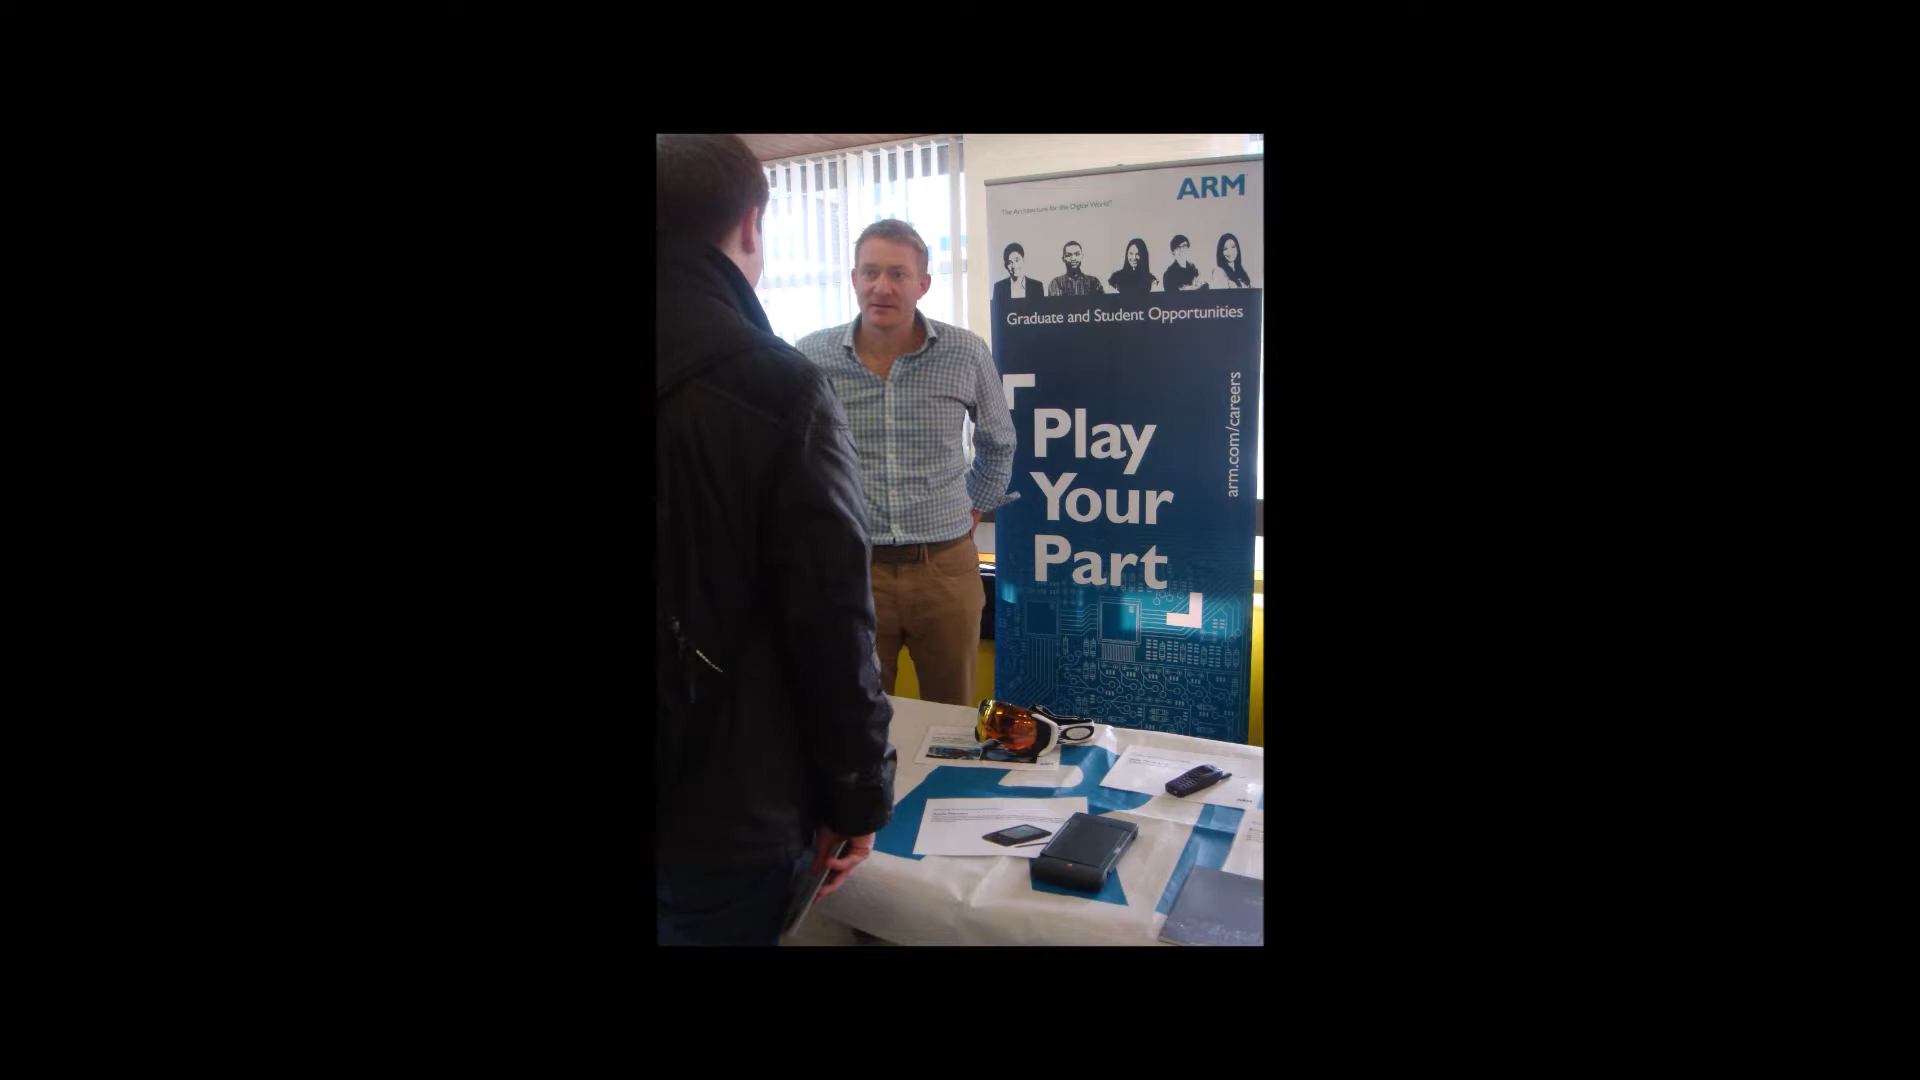 ARM
"The Architecture for the Digital World"
Graduate and Student Opportunities
Play
Your
Part
arm.com/careers